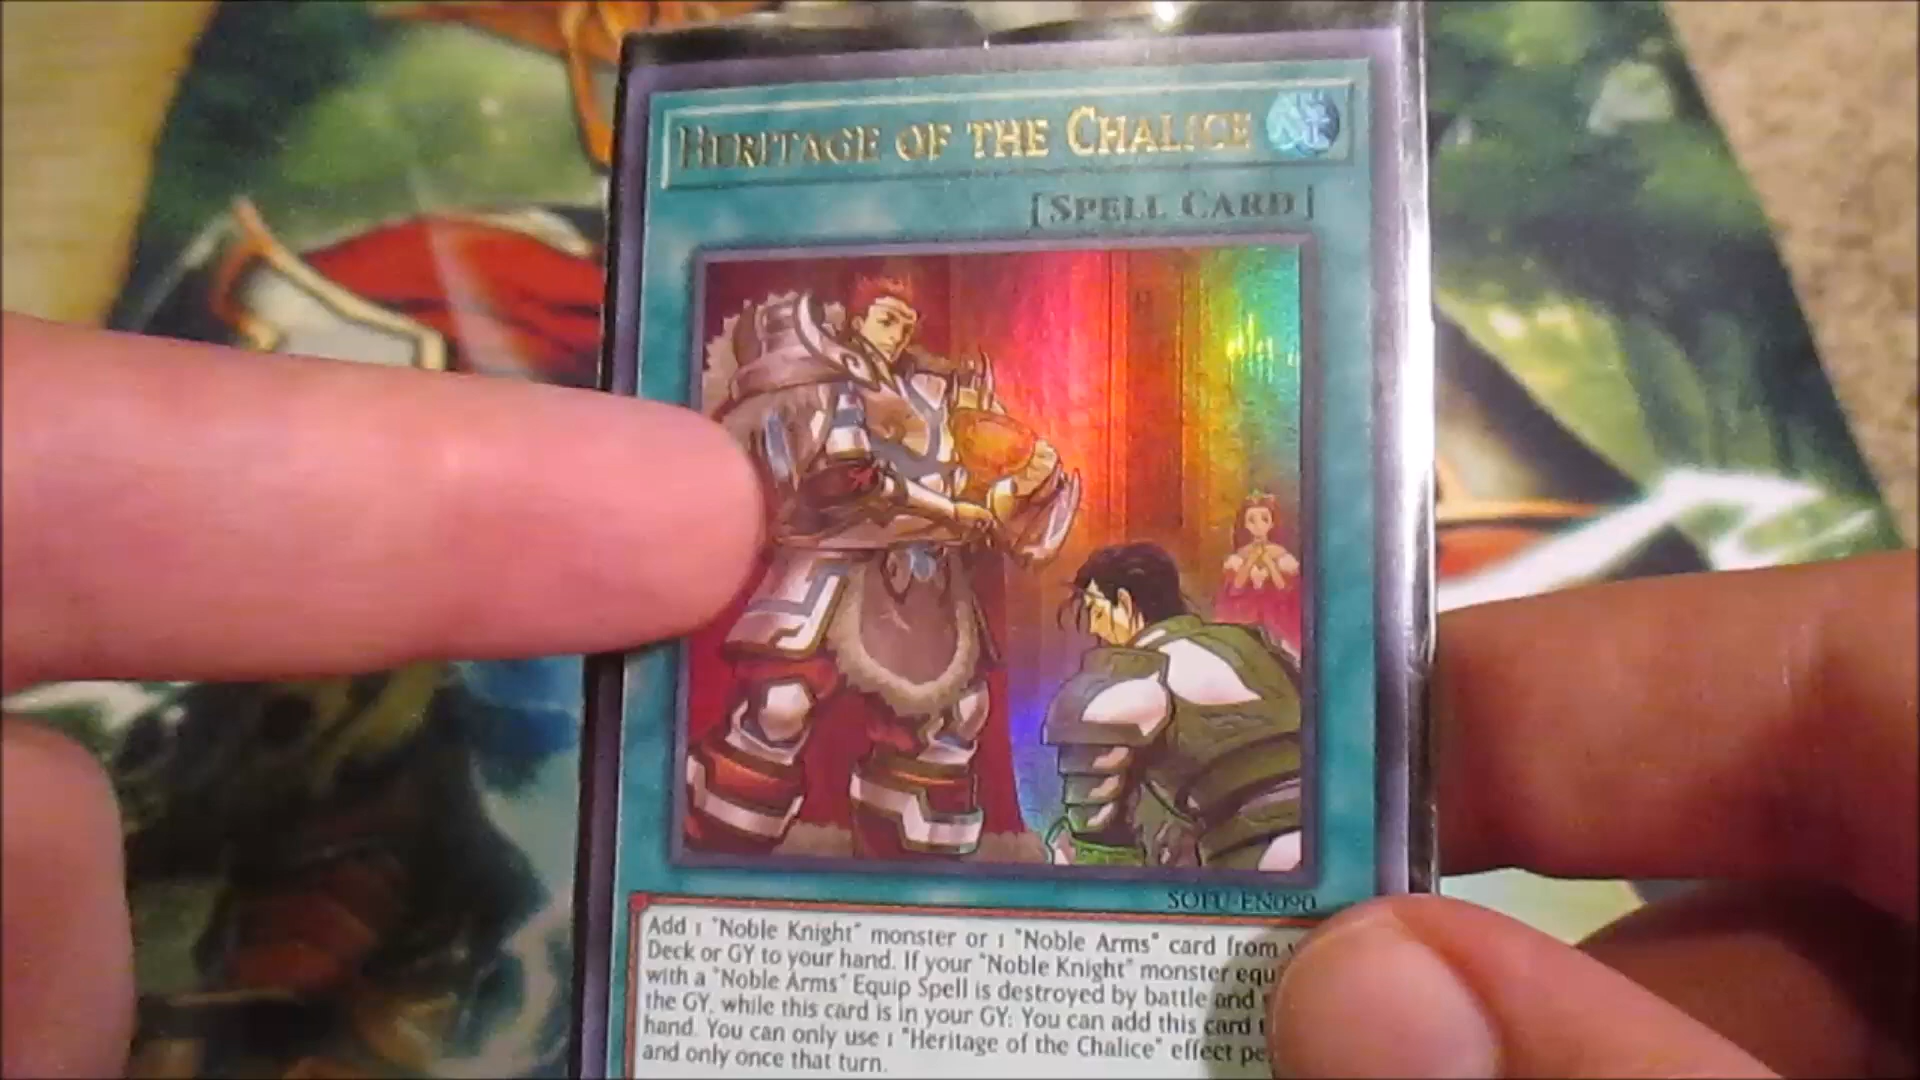 HERITAGE OF THE CHALICE
[SPELL CARD]
SOFU-EN090
Add 1 "Noble Knight" monster or 1 "Noble Arms" card from
Deck or GY to your hand. If your "Noble Knight" monster equ
with a "Noble Arms" Equip Spell is destroyed by battle and
the GY, while this card is in your GY: You can add this card
hand. You can only use 1 "Heritage of the Chalice" effect pe
and only once that turn.